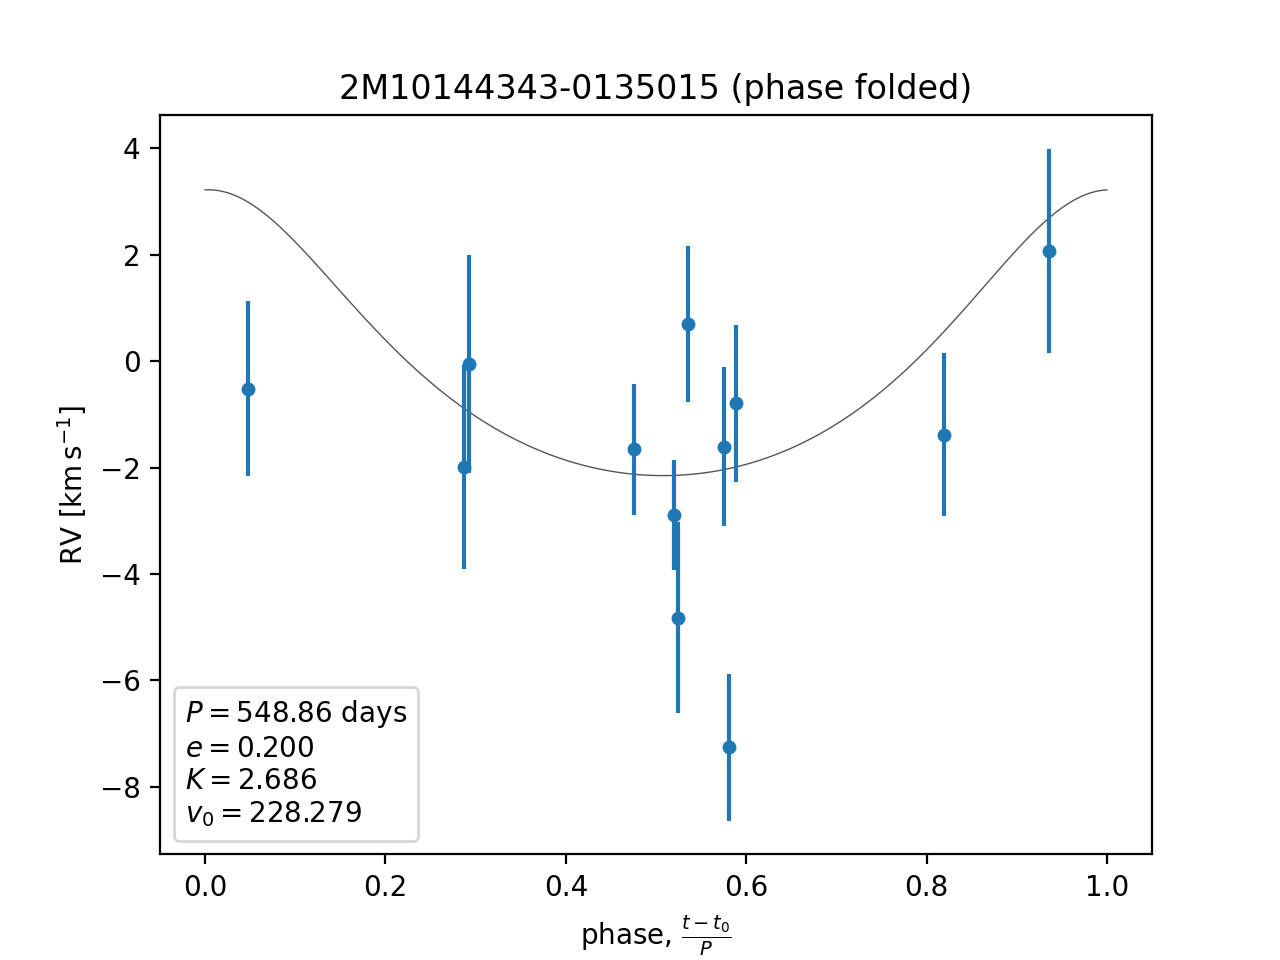 2M10144343-0135015 (phase folded)
RV [km s⁻¹]
4
2
0
−2
−4
−6
−8
P = 548.86 days
e = 0.200
K = 2.686
v₀ = 228.279
0.0 0.2 0.4 0.6 0.8 1.0
phase, (t − t₀)/P